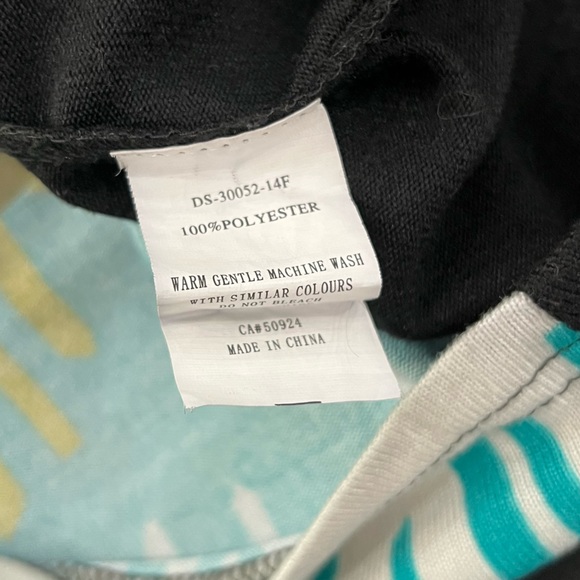 DS-30052-14F
100%POLYESTER
WARM GENTLE MACHINE WASH
WITH SIMILAR COLOURS
DO NOT BLEACH
CA#50924
MADE IN CHINA